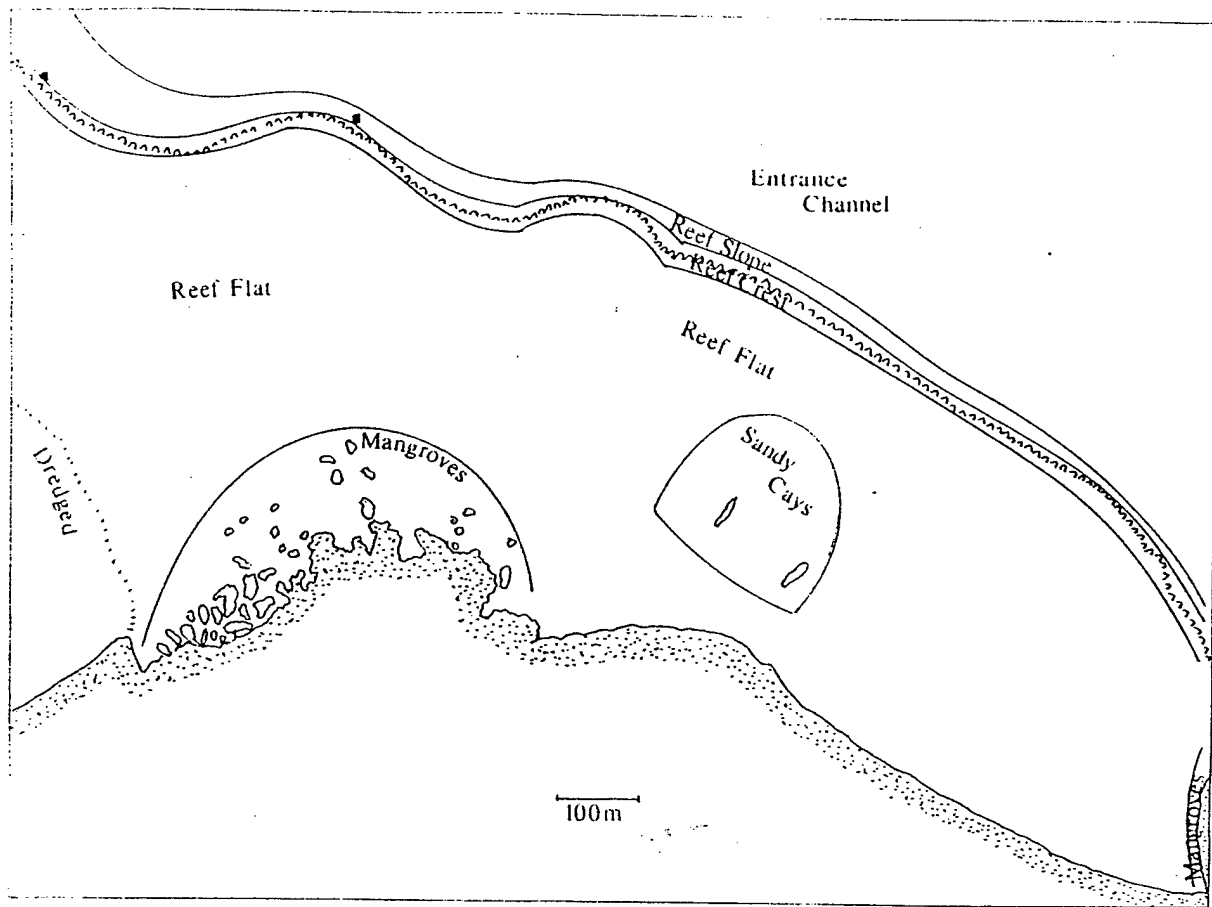 Entrance
Channel
Reef Slope
Reef Crest
Reef Flat
Reef Flat
Mangroves
Sandy
Cays
Dredged
100m
Mangroves